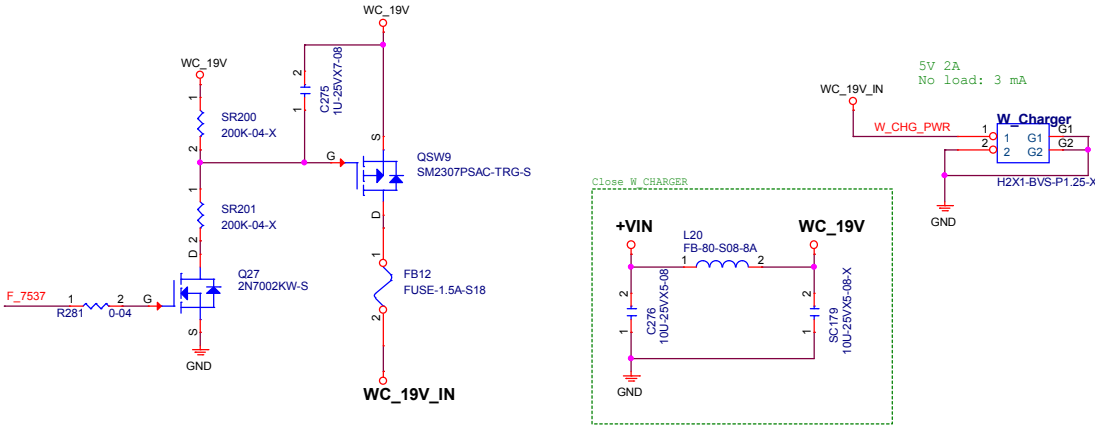 WC_19V
WC_19V
1
SR200
200K-04-X
2
2
1
C275
1U-25VX7-08
S
G
QSW9
SM2307PSAC-TRG-S
D
1
SR201
200K-04-X
2
D
Q27
2N7002KW-S
F_7537
1
2
G
R281
0-04
S
GND
1
FB12
FUSE-1.5A-S18
2
WC_19V_IN
5V 2A
No load: 3 mA
WC_19V_IN
W_CHG_PWR
W_Charger
1
1
G1
G1
2
2
G2
G2
H2X1-BVS-P1.25-X
GND
Close W_CHARGER
+VIN
WC_19V
L20
FB-80-S08-8A
1
2
2
1
C276
10U-25VX5-08
2
1
SC179
10U-25VX5-08-X
GND